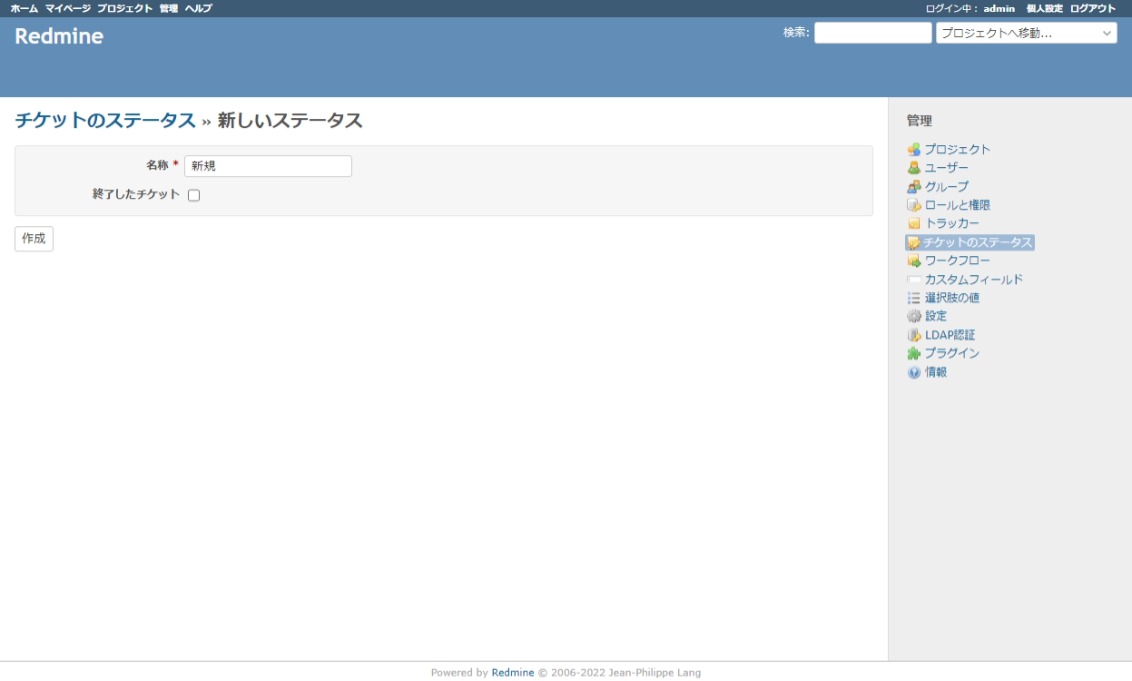 ホーム マイページ プロジェクト 管理 ヘルプ
ログイン中： admin 個人設定 ログアウト
Redmine
検索:
プロジェクトへ移動...
チケットのステータス » 新しいステータス
名称 * 新規
終了したチケット
作成
管理
プロジェクト
ユーザー
グループ
ロールと権限
トラッカー
チケットのステータス
ワークフロー
カスタムフィールド
選択肢の値
設定
LDAP認証
プラグイン
情報
Powered by Redmine © 2006-2022 Jean-Philippe Lang